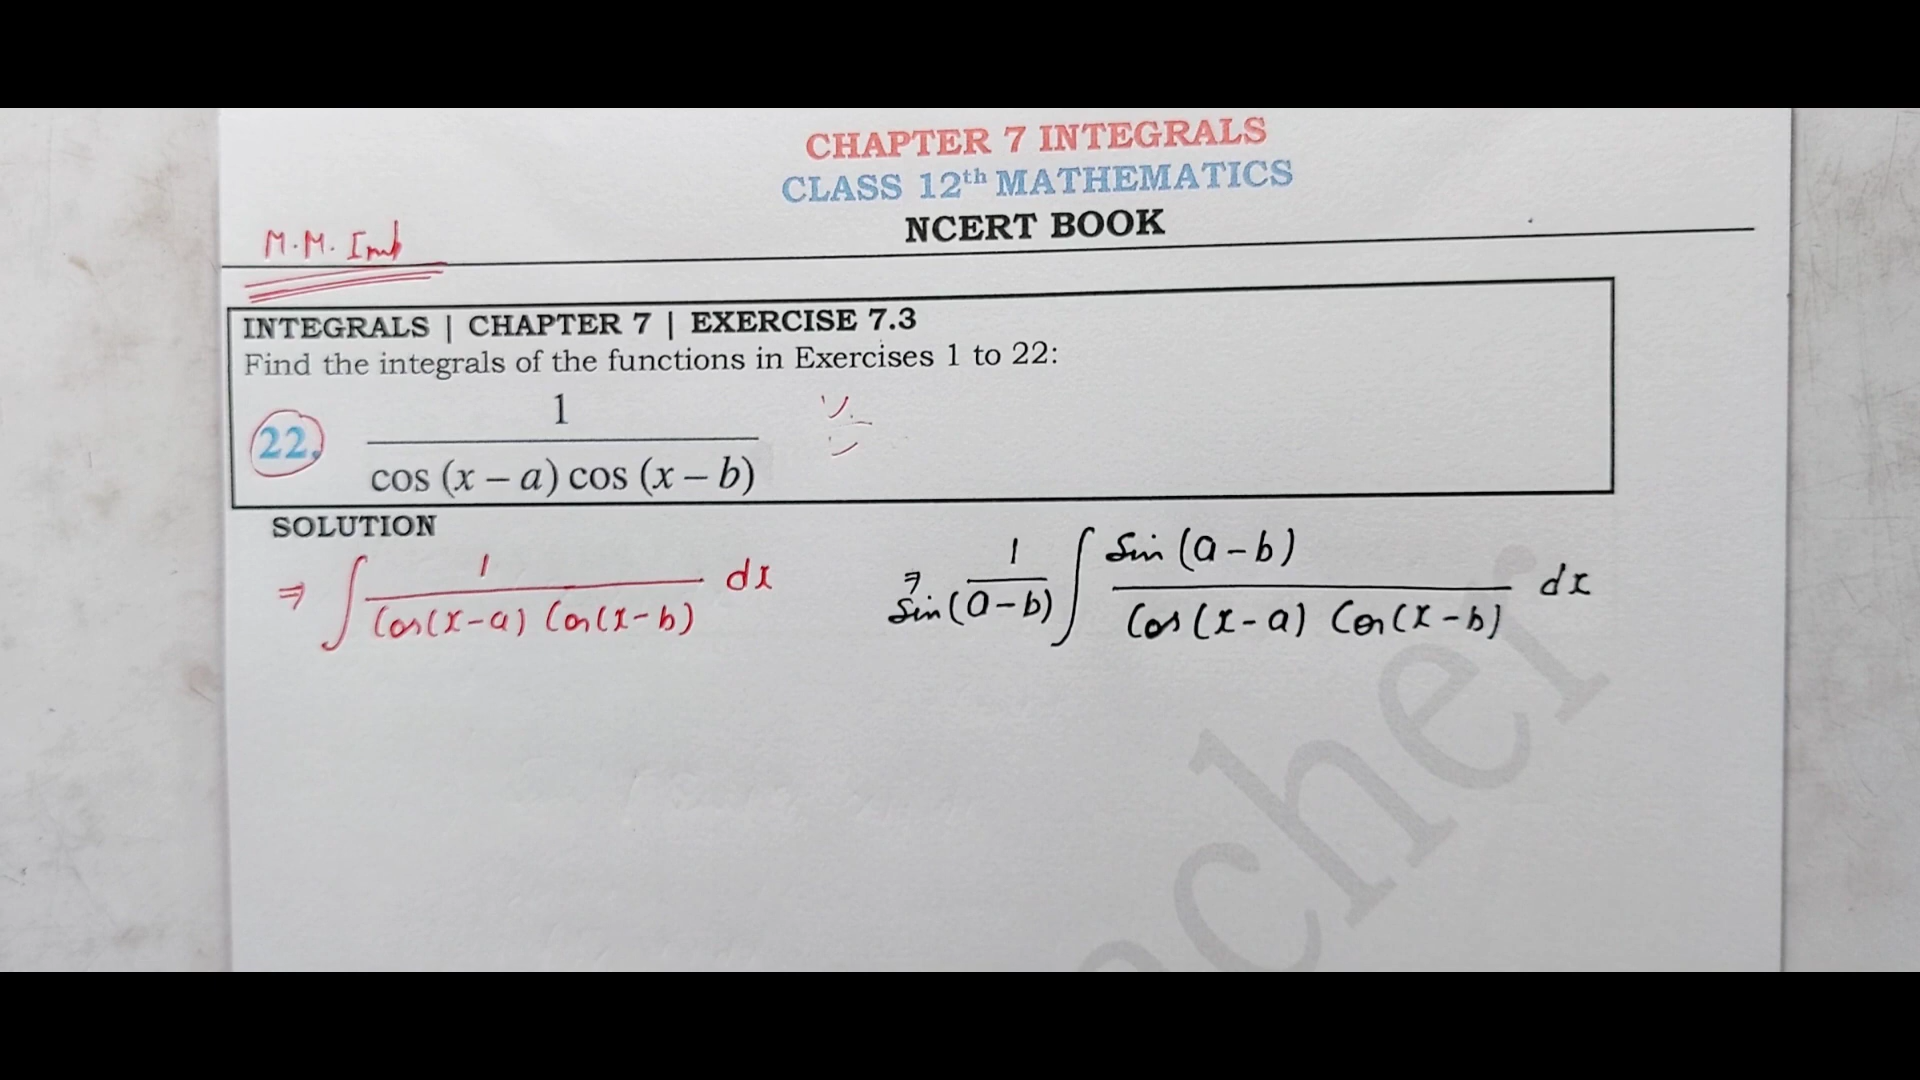 CHAPTER 7 INTEGRALS
CLASS 12th MATHEMATICS
NCERT BOOK
M.M. Imp
INTEGRALS | CHAPTER 7 | EXERCISE 7.3
Find the integrals of the functions in Exercises 1 to 22:
22. 1 / cos (x – a) cos (x – b)
SOLUTION
⇒ ∫ 1 / Cos(x-a) Cos(x-b) dx
⇒ 1 / Sin(a-b) ∫ Sin (a-b) / Cos (x-a) Cos (x-b) dx